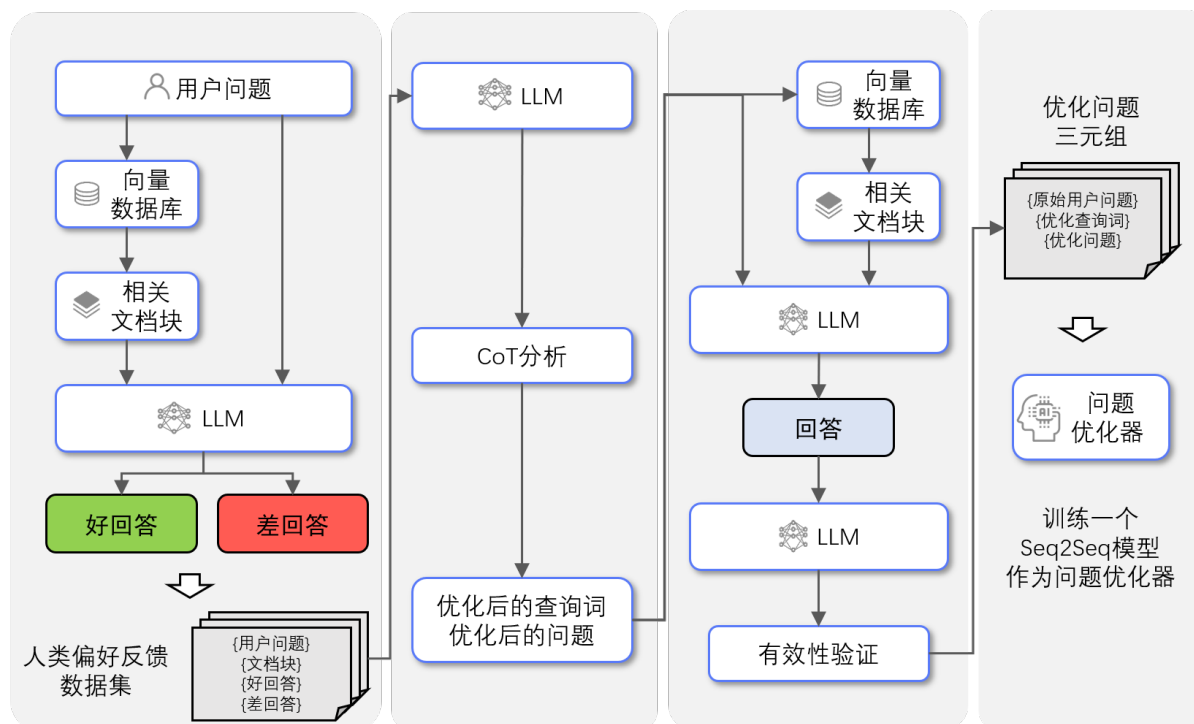 用户问题
向量
数据库
相关
文档块
LLM
好回答
差回答
人类偏好反馈
数据集
{用户问题}
{文档块}
{好回答}
{差回答}
LLM
CoT分析
优化后的查询词
优化后的问题
向量
数据库
相关
文档块
LLM
回答
LLM
有效性验证
优化问题
三元组
{原始用户问题}
{优化查询词}
{优化问题}
AI
问题
优化器
训练一个
Seq2Seq模型
作为问题优化器